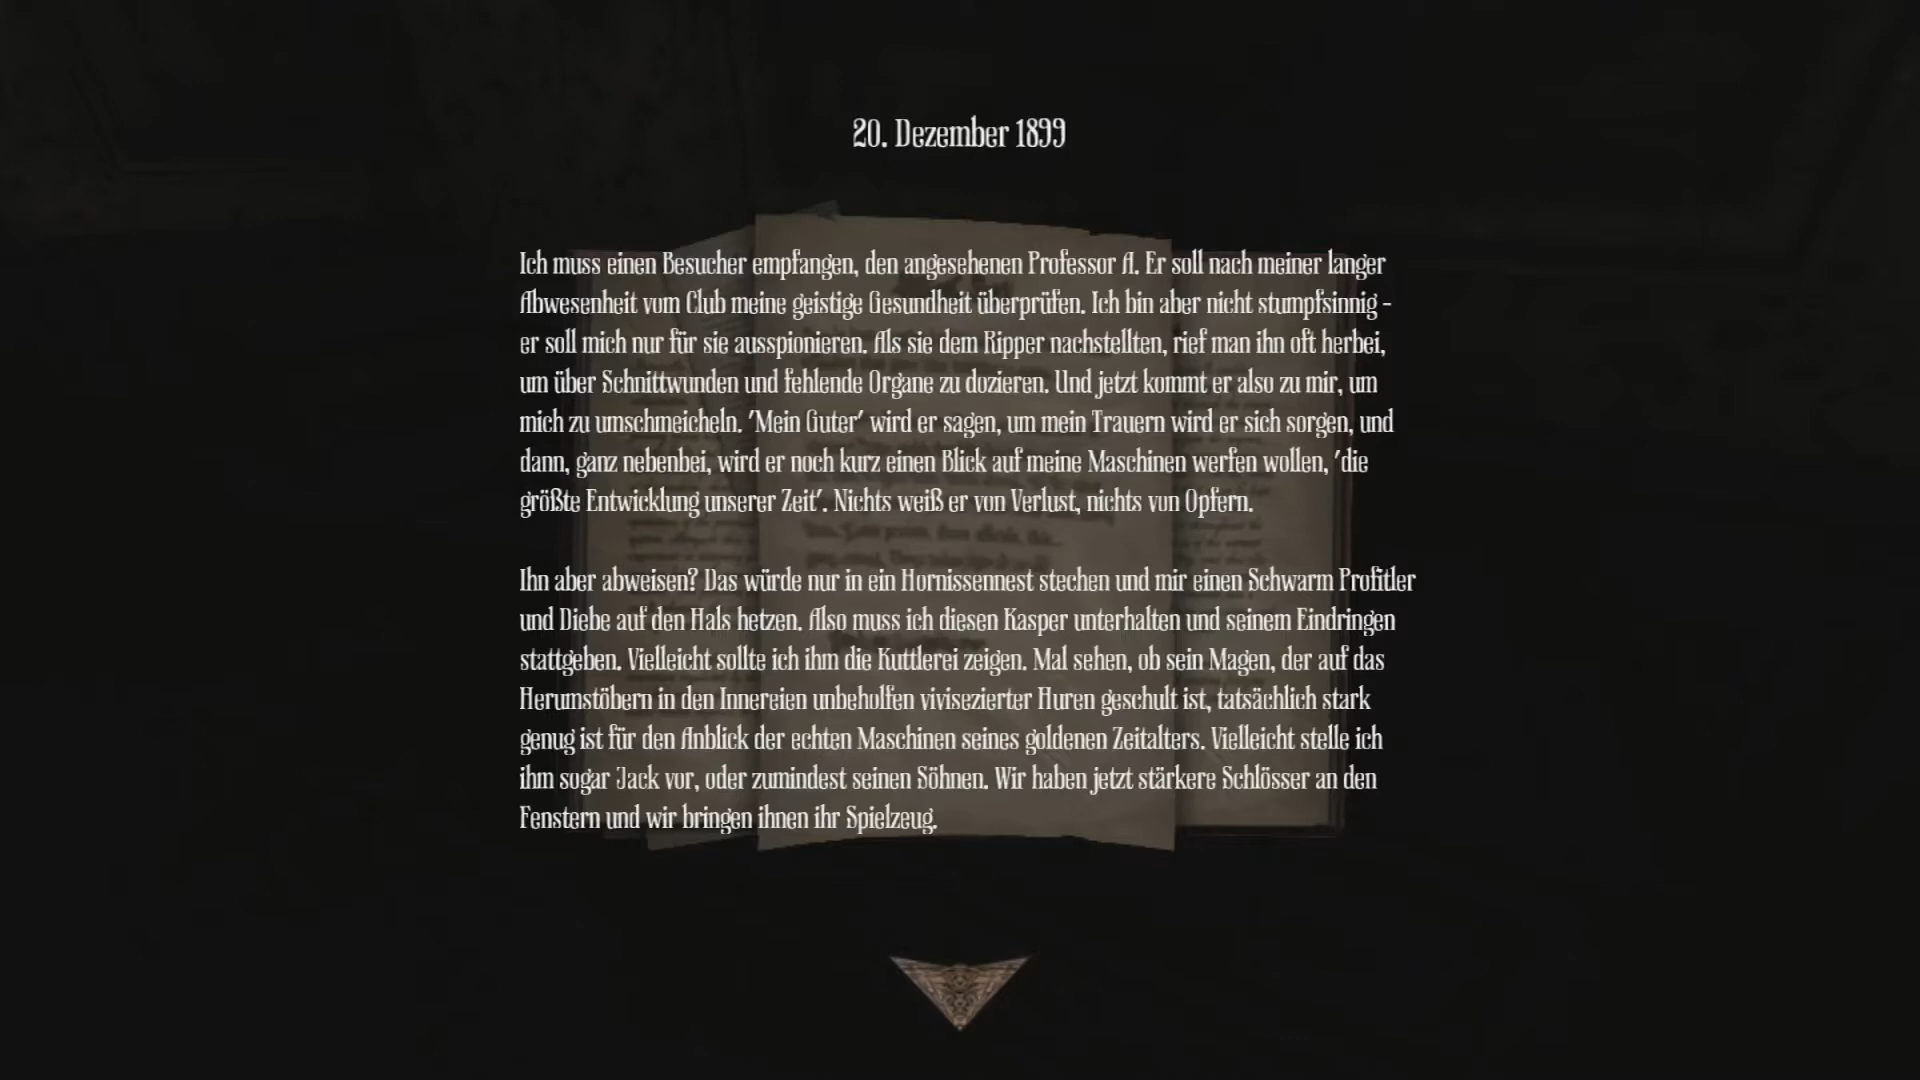 20. Dezember 1899
Ich muss einen Besucher empfangen, den angesehenen Professor A. Er soll nach meiner langer
Abwesenheit vom Club meine geistige Gesundheit überprüfen. Ich bin aber nicht stumpfsinnig -
er soll mich nur für sie ausspionieren. Als sie dem Ripper nachstellten, rief man ihn oft herbei,
um über Schnittwunden und fehlende Organe zu dozieren. Und jetzt kommt er also zu mir, um
mich zu umschmeicheln. 'Mein Guter' wird er sagen, um mein Trauern wird er sich sorgen, und
dann, ganz nebenbei, wird er noch kurz einen Blick auf meine Maschinen werfen wollen, 'die
größte Entwicklung unserer Zeit'. Nichts weiß er von Verlust, nichts von Opfern.
Ihn aber abweisen? Das würde nur in ein Hornissennest stechen und mir einen Schwarm Profitler
und Diebe auf den Hals hetzen. Also muss ich diesen Kasper unterhalten und seinem Eindringen
stattgeben. Vielleicht sollte ich ihm die Kuttlerei zeigen. Mal sehen, ob sein Magen, der auf das
Herumstöbern in den Innereien unbeholfen vivisezierter Huren geschult ist, tatsächlich stark
genug ist für den Anblick der echten Maschinen seines goldenen Zeitalters. Vielleicht stelle ich
ihm sogar Jack vor, oder zumindest seinen Söhnen. Wir haben jetzt stärkere Schlösser an den
Fenstern und wir bringen ihnen ihr Spielzeug.